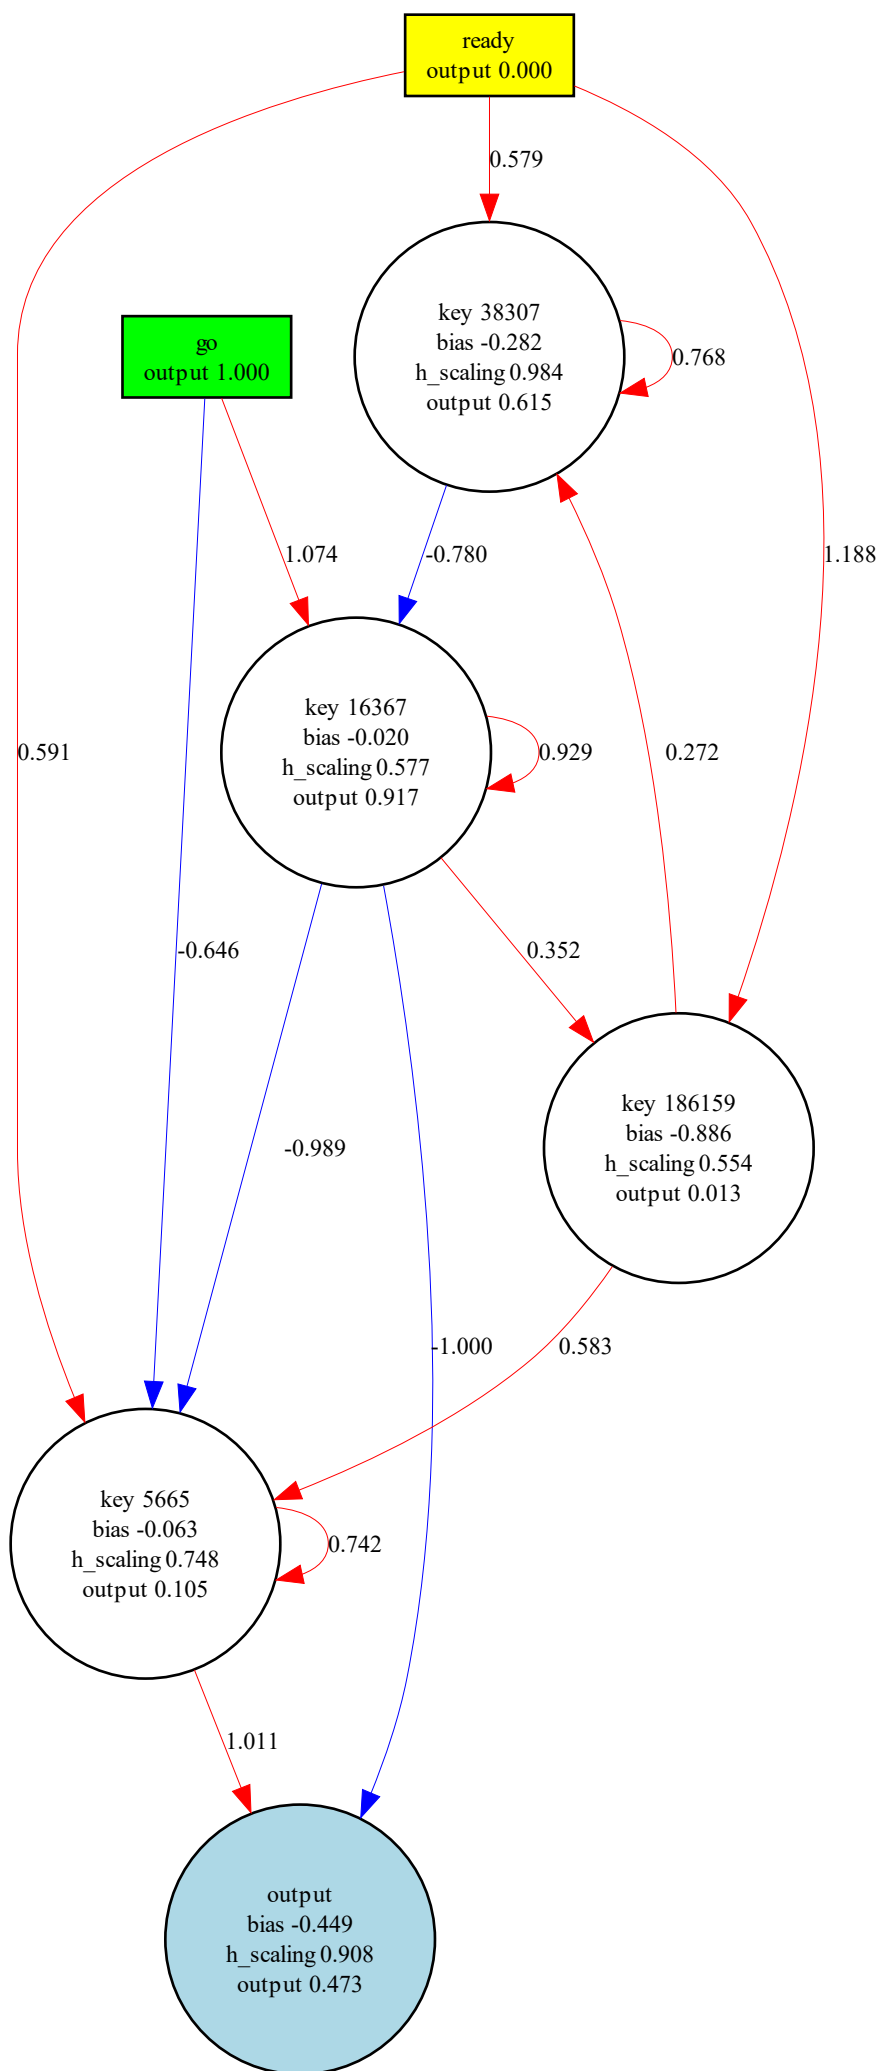 ready
output 0.000
0.579
key 38307
bias -0.282
h_scaling 0.984
output 0.615
0.768
go
output 1.000
1.074
-0.780
1.188
key 16367
bias -0.020
h_scaling 0.577
output 0.917
0.929
0.591
0.272
-0.646
0.352
key 186159
bias -0.886
h_scaling 0.554
output 0.013
-0.989
-1.000
0.583
key 5665
bias -0.063
h_scaling 0.748
output 0.105
0.742
1.011
output
bias -0.449
h_scaling 0.908
output 0.473